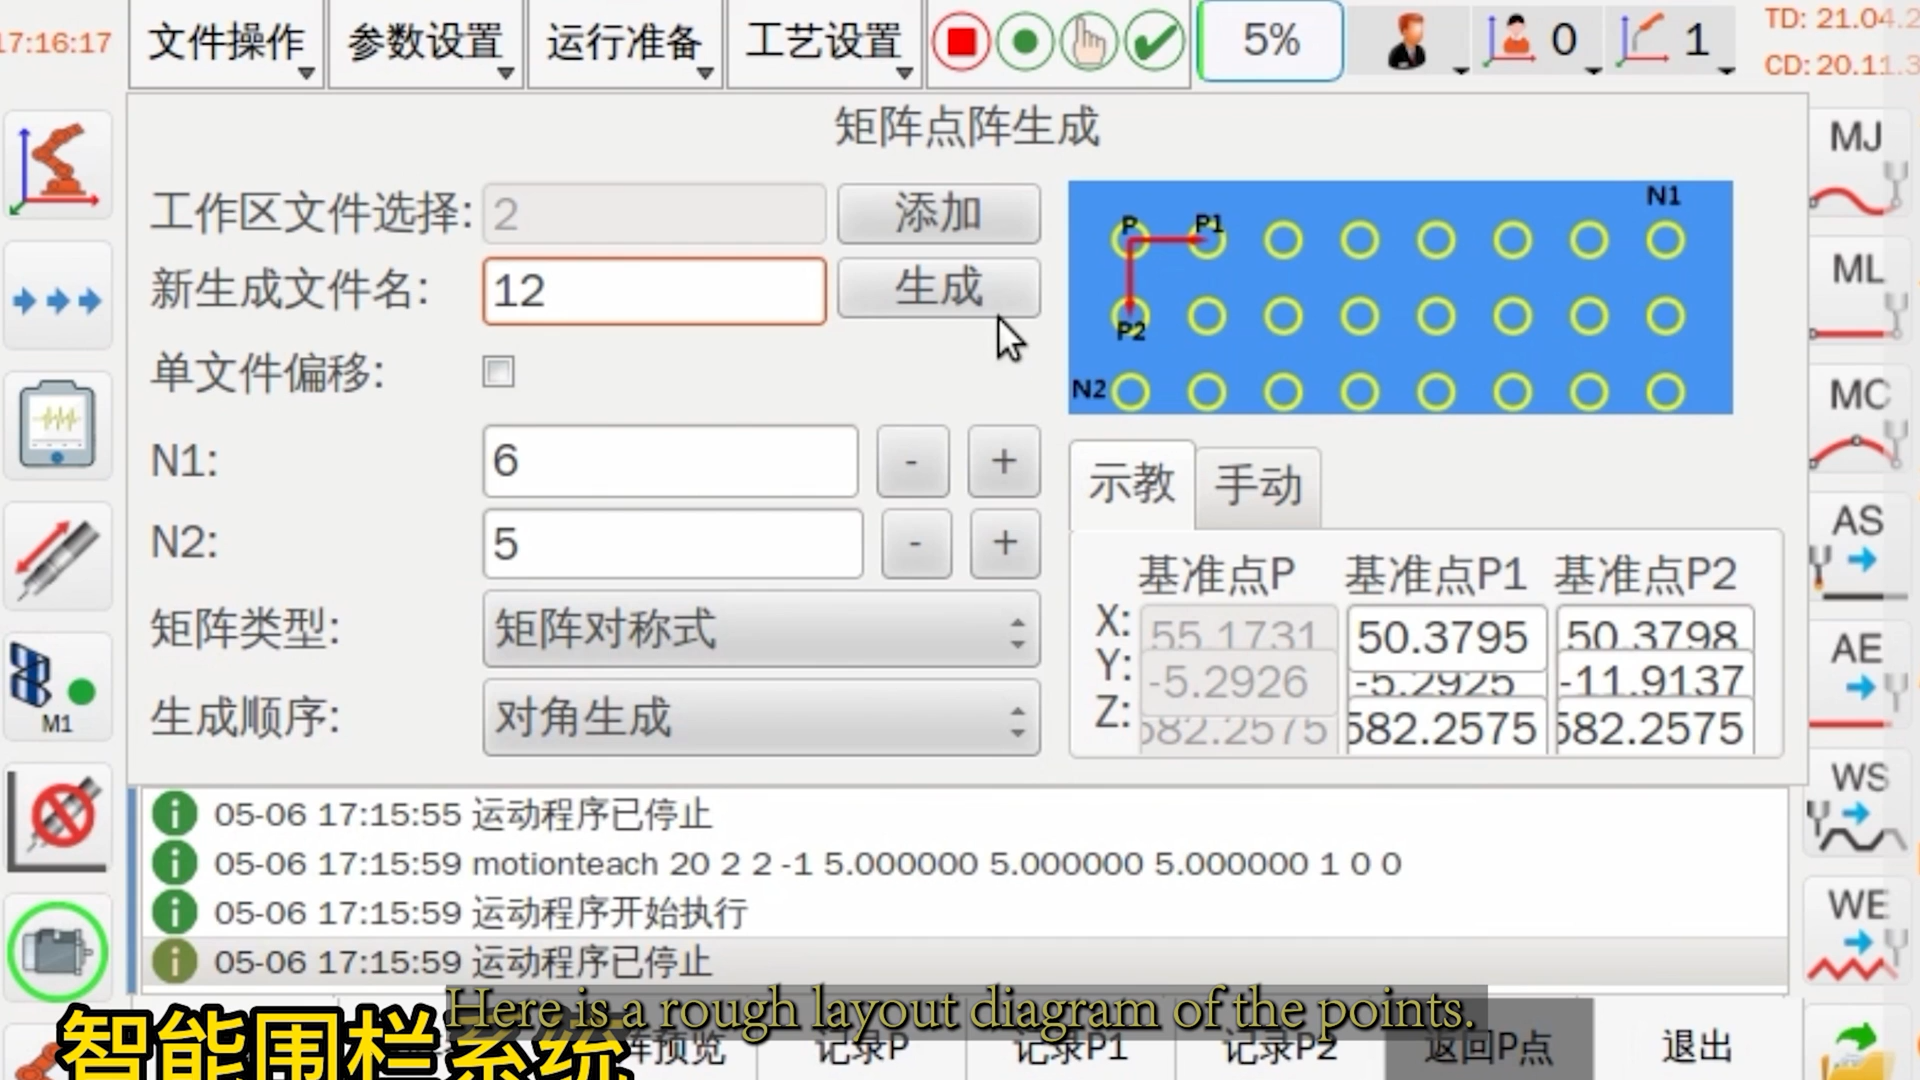 17:16:17
文件操作
参数设置
运行准备
工艺设置
5%
0
1
TD: 21.04.2
CD: 20.11.3
矩阵点阵生成
工作区文件选择: 2 添加
新生成文件名: 12 生成
单文件偏移:
N1: 6 - +
N2: 5 - +
矩阵类型: 矩阵对称式
生成顺序: 对角生成
N1
P P1
P2
N2
示教 手动
基准点P 基准点P1 基准点P2
X: 55.1731 50.3795 50.3798
Y: -5.2926 -5.2925 -11.9137
Z: 582.2575 582.2575 582.2575
M1
MJ
ML
MC
AS
AE
WS
WE
05-06 17:15:55 运动程序已停止
05-06 17:15:59 motionteach 20 2 2 -1 5.000000 5.000000 5.000000 1 0 0
05-06 17:15:59 运动程序开始执行
05-06 17:15:59 运动程序已停止
Here is a rough layout diagram of the points.
智能围栏系统
阵预览 记录P 记录P1 记录P2 返回P点 退出